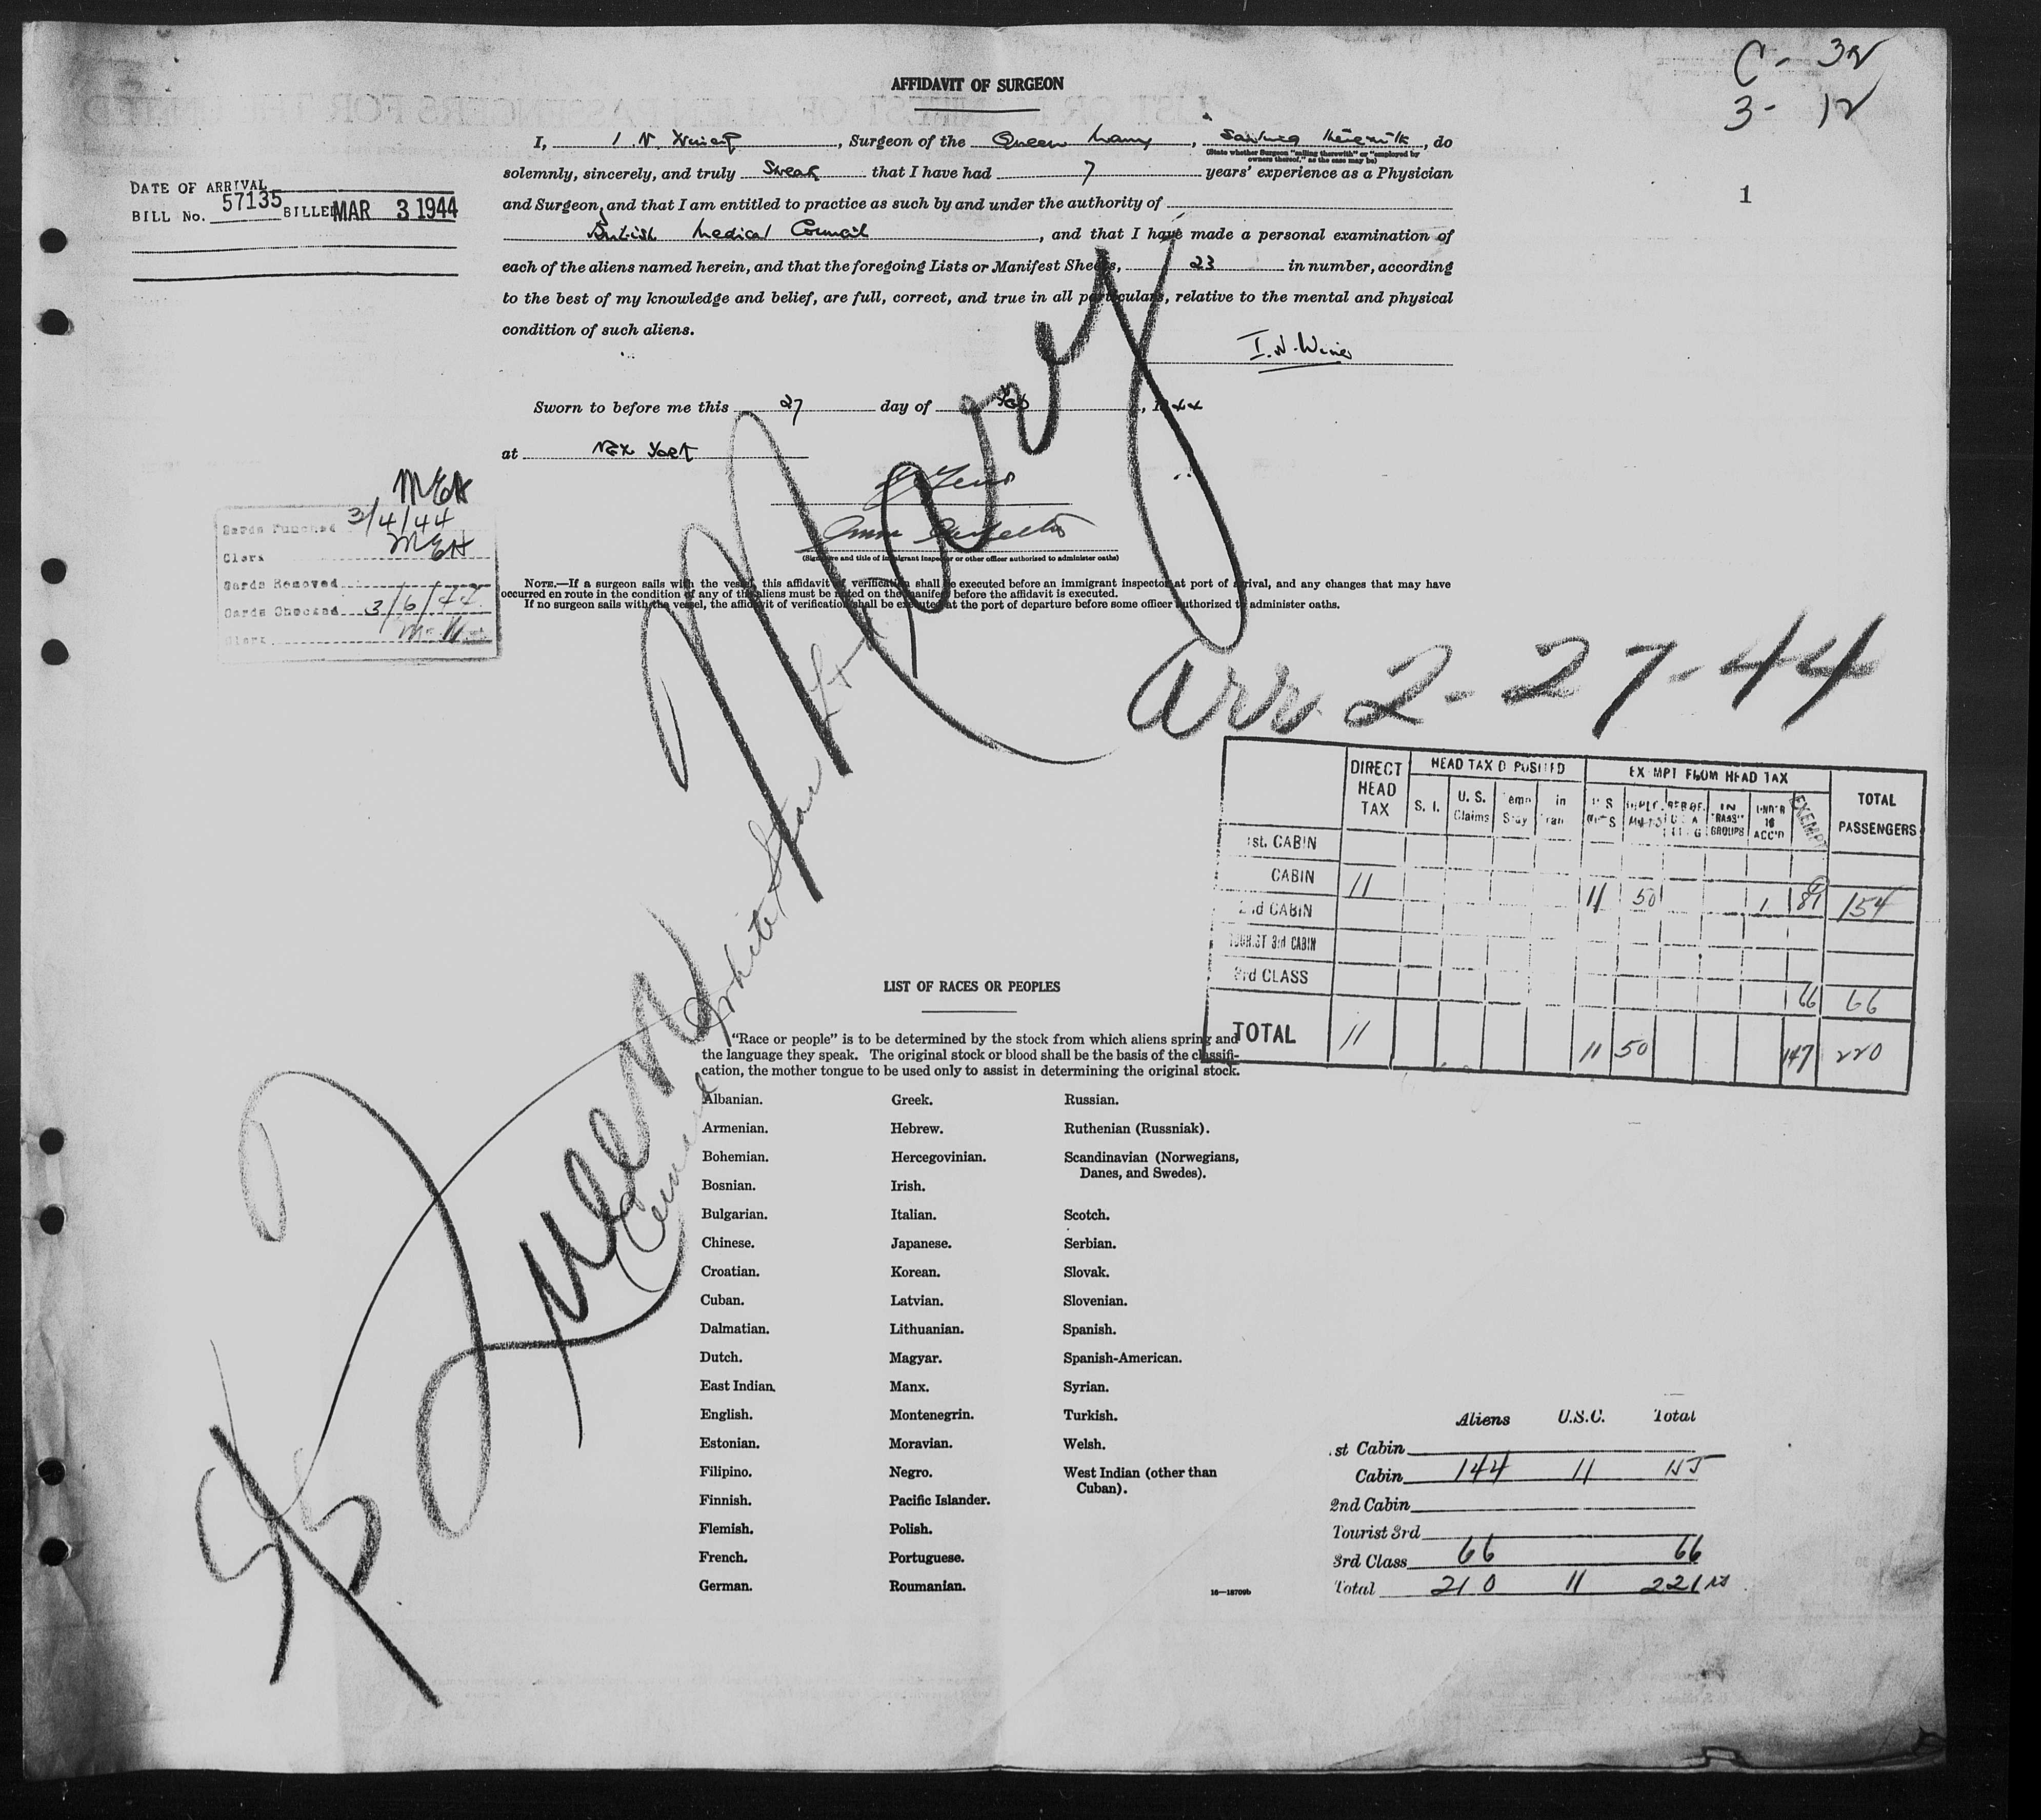 C - 32
3 - 12
AFFIDAVIT OF SURGEON
I, I. N. , Surgeon of the Queen Mary, Sailing therewith, do
(State whether Surgeon "sailing therewith" or "employed by
owners thereof," as the case may be)
solemnly, sincerely, and truly Swear that I have had 7 years' experience as a Physician
and Surgeon, and that I am entitled to practice as such by and under the authority of
British Medical Council, and that I have made a personal examination of
each of the aliens named herein, and that the foregoing Lists or Manifest Sheets, 23 in number, according
to the best of my knowledge and belief, are full, correct, and true in all particulars, relative to the mental and physical
condition of such aliens.
I. N.
DATE OF ARRIVAL
BILL No. 57135 BILLED MAR 3 1944
1
Sworn to before me this 27 day of Feb, 1944
at New York
(Signature and title of immigrant inspector or other officer authorized to administer oaths)
NOTE.—If a surgeon sails with the vessel, this affidavit of verification shall be executed before an immigrant inspector at port of arrival, and any changes that may have
occurred en route in the condition of any of the aliens must be noted on the manifest before the affidavit is executed.
If no surgeon sails with the vessel, the affidavit of verification shall be executed at the port of departure before some officer authorized to administer oaths.
MEH
Cards Punched 3/4/44
Clerk MEH
Cards Removed
Cards Checked 3/6/44
Clerk
SS Queen Mary
Cunard White Star Ltd
arr 2-27-44
DIRECT HEAD TAX HEAD TAX DEPOSITED EXEMPT FROM HEAD TAX TOTAL PASSENGERS
S. I. U. S. Claims Temp Stay in Tran U S IN TRANS" GROUPS UNDER 16 ACC'D EXEMPT
1st. CABIN
CABIN 11 11 50 1 81 154
2nd CABIN
TOURIST 3rd CABIN
3rd CLASS 66 66
TOTAL 11 11 50 147 220
LIST OF RACES OR PEOPLES
"Race or people" is to be determined by the stock from which aliens spring and
the language they speak. The original stock or blood shall be the basis of the classifi-
cation, the mother tongue to be used only to assist in determining the original stock.
Albanian. Greek. Russian.
Armenian. Hebrew. Ruthenian (Russniak).
Bohemian. Hercegovinian. Scandinavian (Norwegians,
Danes, and Swedes).
Bosnian. Irish.
Bulgarian. Italian. Scotch.
Chinese. Japanese. Serbian.
Croatian. Korean. Slovak.
Cuban. Latvian. Slovenian.
Dalmatian. Lithuanian. Spanish.
Dutch. Magyar. Spanish-American.
East Indian. Manx. Syrian.
English. Montenegrin. Turkish.
Estonian. Moravian. Welsh.
Filipino. Negro. West Indian (other than
Cuban).
Finnish. Pacific Islander.
Flemish. Polish.
French. Portuguese.
German. Roumanian.
16—18709b
Aliens U.S.C. Total
1st Cabin
Cabin 144 11 155
2nd Cabin
Tourist 3rd
3rd Class 66 66
Total 210 11 221